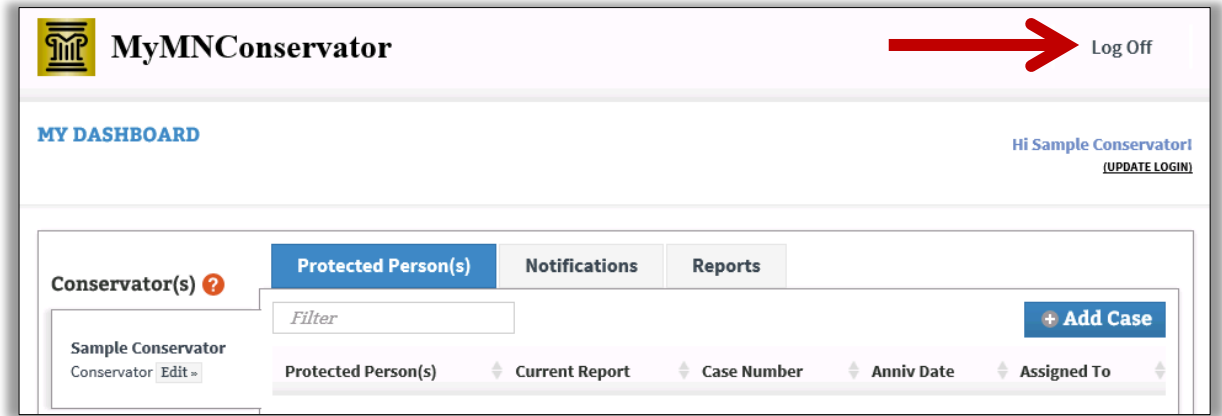 MyMNConservator
Log Off
MY DASHBOARD
Hi Sample Conservator!
(UPDATE LOGIN)
Conservator(s) ?
Protected Person(s) Notifications Reports
Filter
+ Add Case
Sample Conservator
Conservator Edit »
Protected Person(s) Current Report Case Number Anniv Date Assigned To